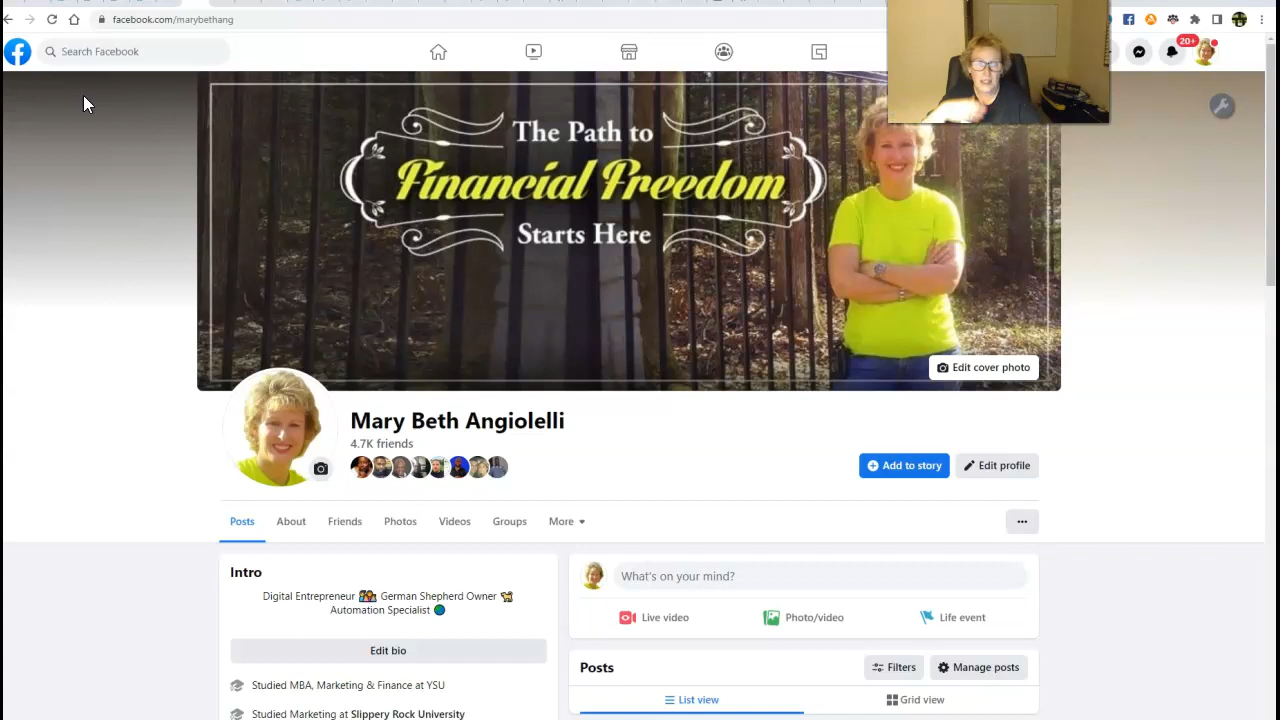 facebook.com/marybethang
Search Facebook
20+
The Path to
Financial Freedom
Starts Here
Edit cover photo
Mary Beth Angiolelli
4.7K friends
Add to story
Edit profile
Posts
About
Friends
Photos
Videos
Groups
More
Intro
Digital Entrepreneur German Shepherd Owner
Automation Specialist
Edit bio
Studied MBA, Marketing & Finance at YSU
Studied Marketing at Slippery Rock University
What's on your mind?
Live video
Photo/video
Life event
Posts
Filters
Manage posts
List view
Grid view